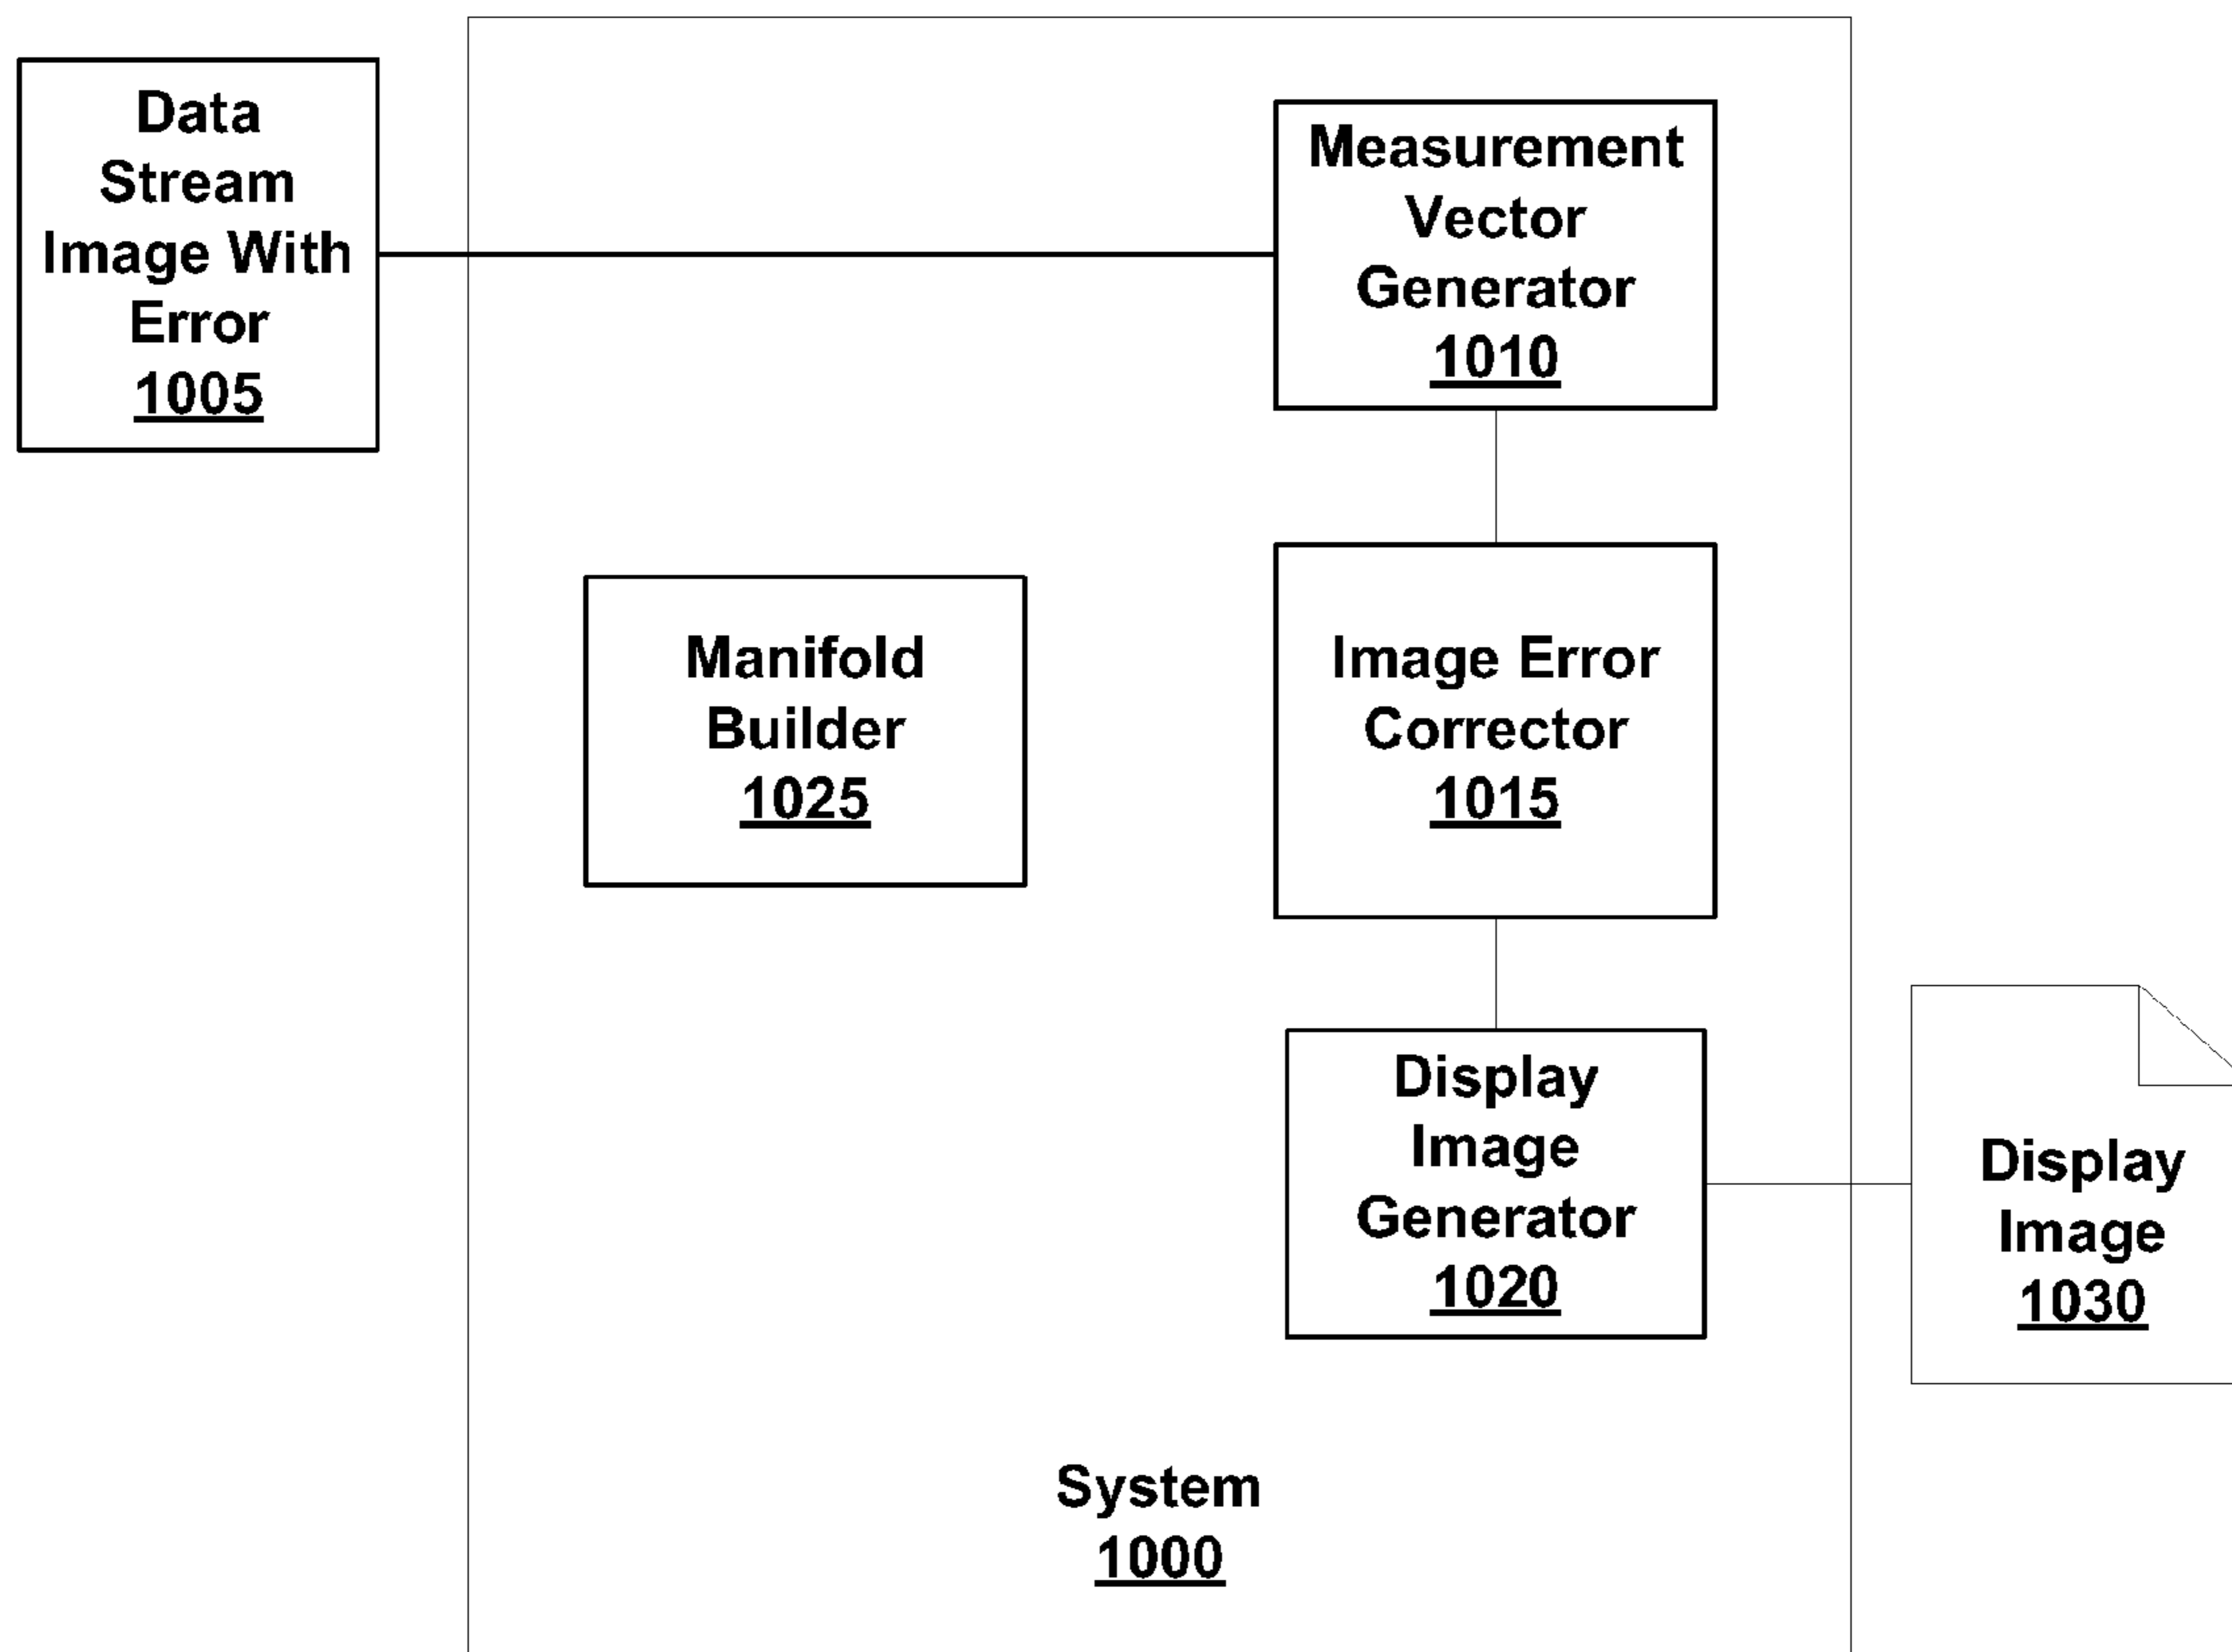 Data
Stream
Image With
Error
1005
Measurement
Vector
Generator
1010
Manifold
Builder
1025
Image Error
Corrector
1015
Display
Image
Generator
1020
Display
Image
1030
System
1000